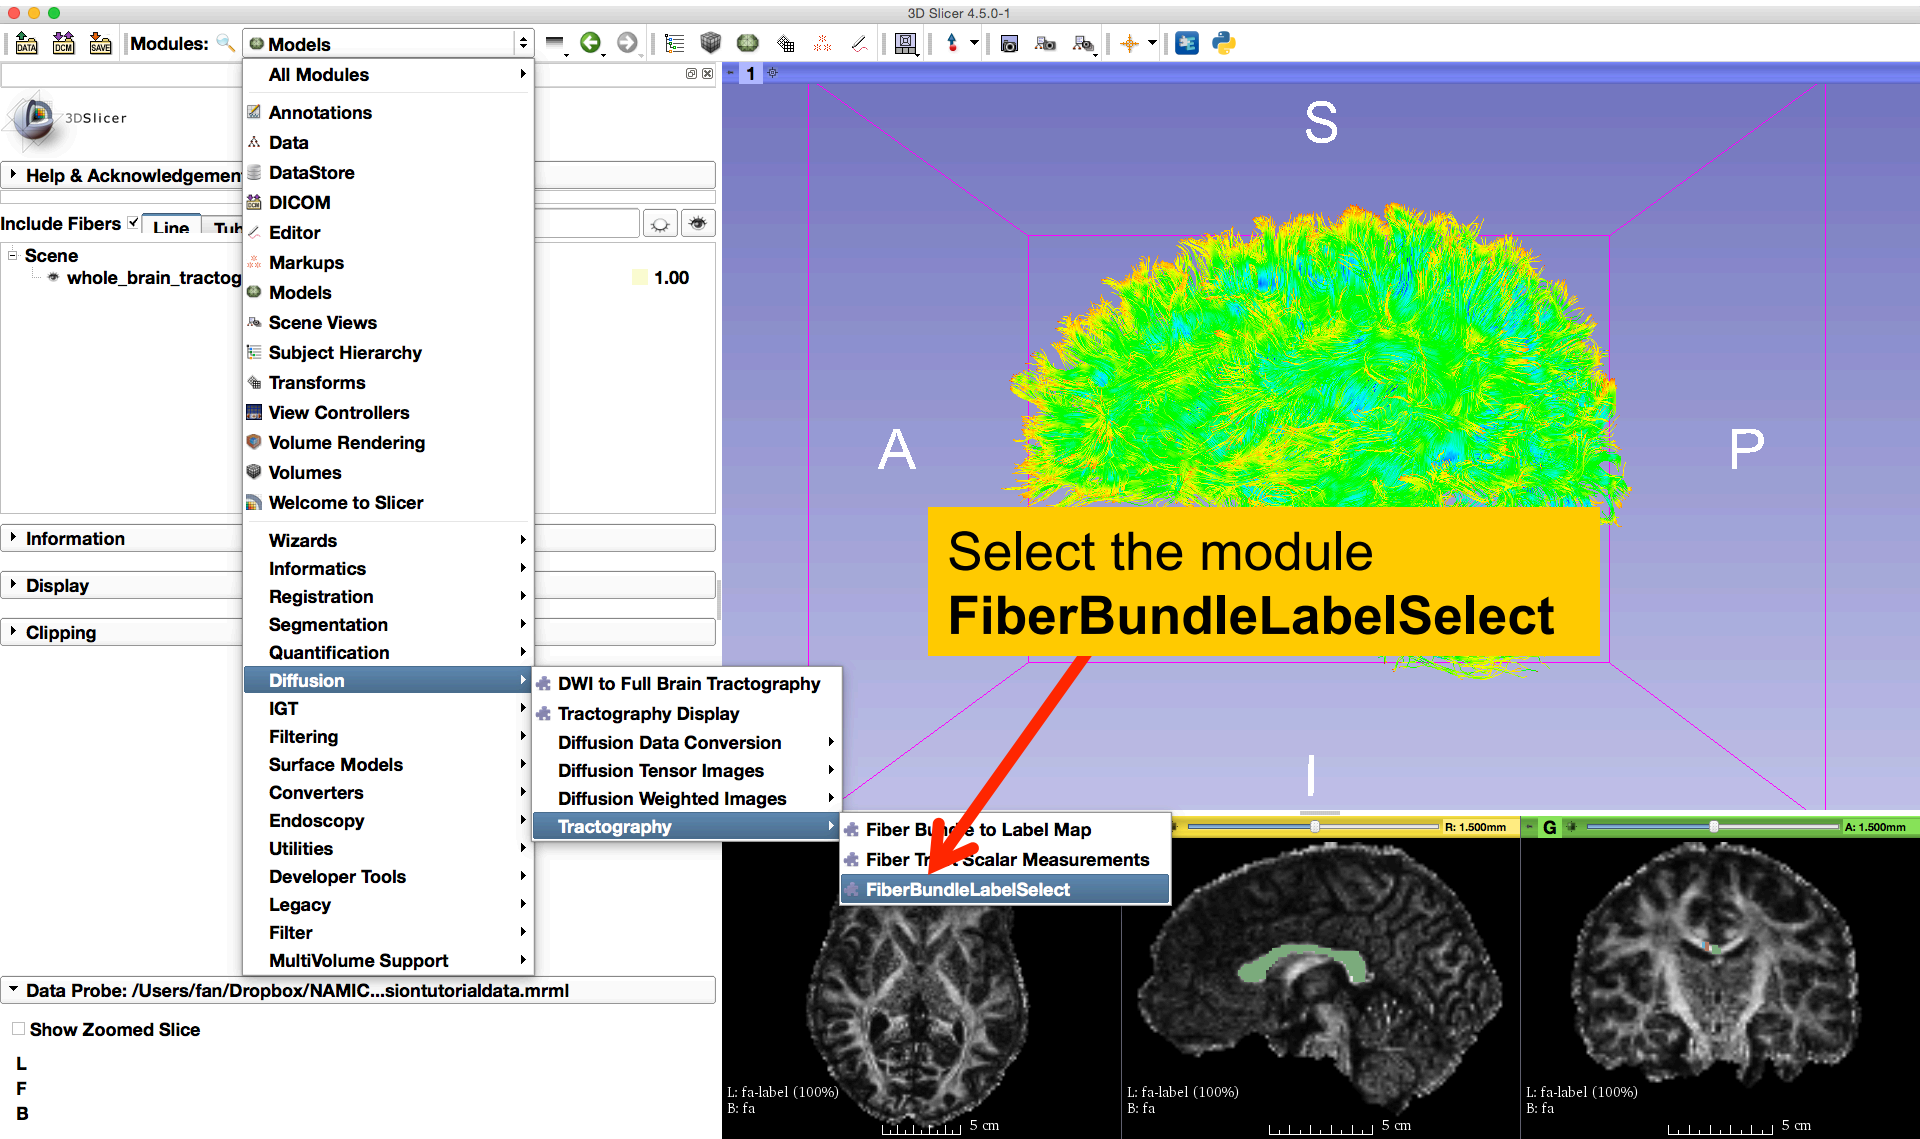 3D Slicer 4.5.0-1
DATA
DCM
SAVE
Modules:
Models
All Modules
Annotations
Data
DataStore
DICOM
Editor
Markups
Models
Scene Views
Subject Hierarchy
Transforms
View Controllers
Volume Rendering
Volumes
Welcome to Slicer
Wizards
Informatics
Registration
Segmentation
Quantification
Diffusion
IGT
Filtering
Surface Models
Converters
Endoscopy
Utilities
Developer Tools
Legacy
Filter
MultiVolume Support
DWI to Full Brain Tractography
Tractography Display
Diffusion Data Conversion
Diffusion Tensor Images
Diffusion Weighted Images
Tractography
Fiber Bundle to Label Map
Fiber Tract Scalar Measurements
FiberBundleLabelSelect
3DSlicer
Help & Acknowledgemen
Include Fibers
Line
Tub
Scene
whole_brain_tractog
1.00
Information
Display
Clipping
Data Probe: /Users/fan/Dropbox/NAMIC...siontutorialdata.mrml
Show Zoomed Slice
L
F
B
1
S
A
P
I
Select the module
FiberBundleLabelSelect
R: 1.500mm
G
A: 1.500mm
L: fa-label (100%)
B: fa
5 cm
L: fa-label (100%)
B: fa
5 cm
L: fa-label (100%)
B: fa
5 cm